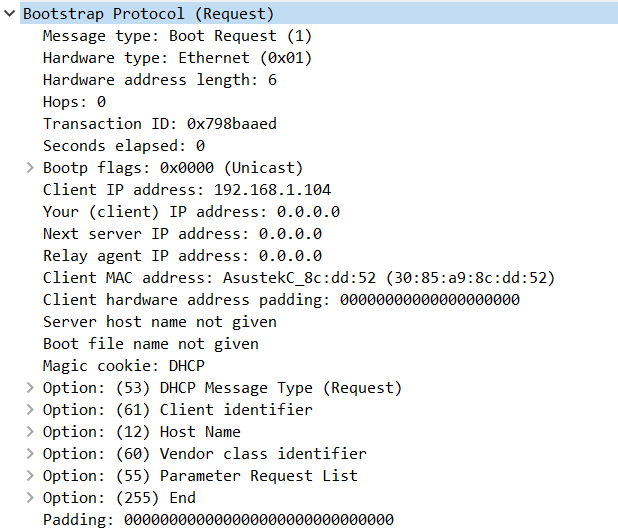 Bootstrap Protocol (Request)
Message type: Boot Request (1)
Hardware type: Ethernet (0x01)
Hardware address length: 6
Hops: 0
Transaction ID: 0x798baaed
Seconds elapsed: 0
Bootp flags: 0x0000 (Unicast)
Client IP address: 192.168.1.104
Your (client) IP address: 0.0.0.0
Next server IP address: 0.0.0.0
Relay agent IP address: 0.0.0.0
Client MAC address: AsustekC_8c:dd:52 (30:85:a9:8c:dd:52)
Client hardware address padding: 00000000000000000000
Server host name not given
Boot file name not given
Magic cookie: DHCP
Option: (53) DHCP Message Type (Request)
Option: (61) Client identifier
Option: (12) Host Name
Option: (60) Vendor class identifier
Option: (55) Parameter Request List
Option: (255) End
Padding: 000000000000000000000000000000